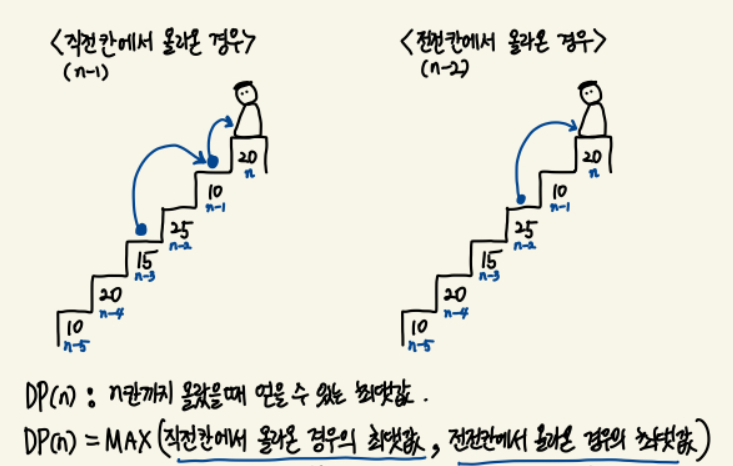 <직전칸에서 올라온 경우>
(n-1)
20
n
10
n-1
25
n-2
15
n-3
20
n-4
10
n-5
<전전칸에서 올라온 경우>
(n-2)
20
n
10
n-1
25
n-2
15
n-3
20
n-4
10
n-5
DP(n) : n칸까지 올랐을때 얻을 수 있는 최댓값.
DP(n) = MAX(직전칸에서 올라온 경우의 최댓값, 전전칸에서 올라온 경우의 최댓값)